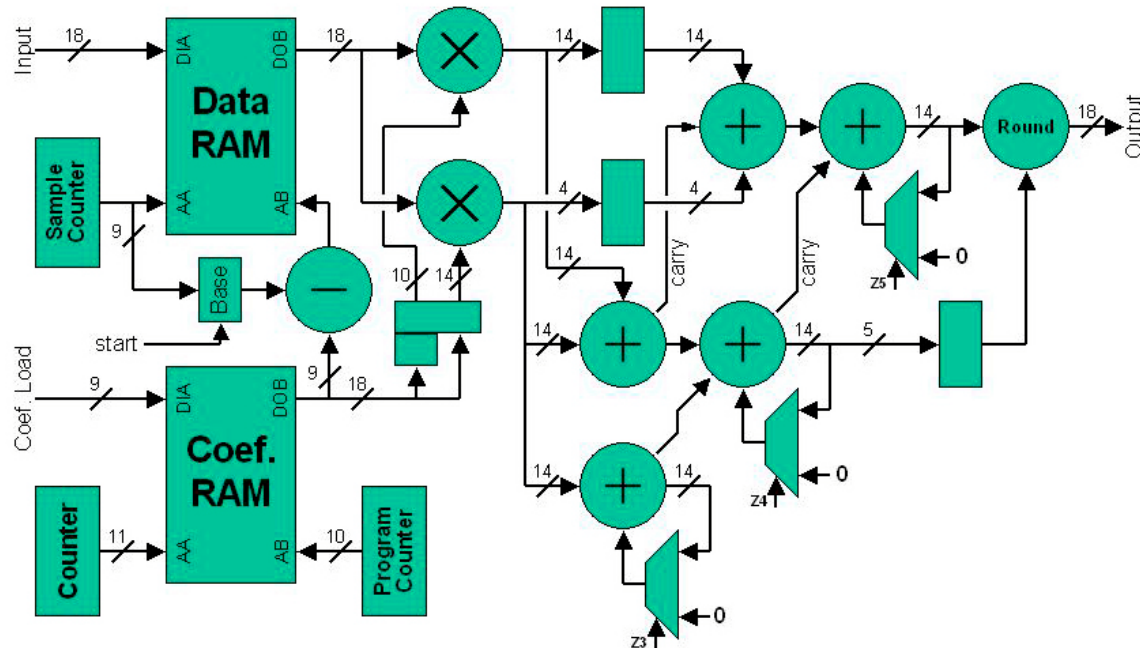 Input
18
DIA
DOB
Data
RAM
AA
AB
18
14
14
Round
18
Output
14
Sample
Counter
9
Base
start
10
14
4
4
carry
carry
14
Z5
0
14
14
5
Coef. Load
9
DIA
DOB
Coef.
RAM
AA
AB
9
18
Z4
0
14
14
Counter
11
10
Program
Counter
Z3
0